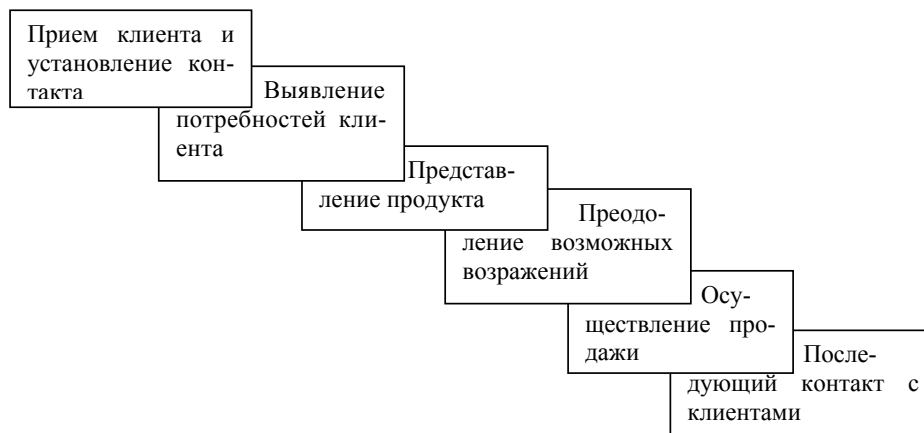 Прием клиента и
установление кон-
такта
Выявление
потребностей кли-
ента
Представ-
ление продукта
Преодо-
ление возможных
возражений
Осу-
ществление про-
дажи
После-
дующий контакт с
клиентами